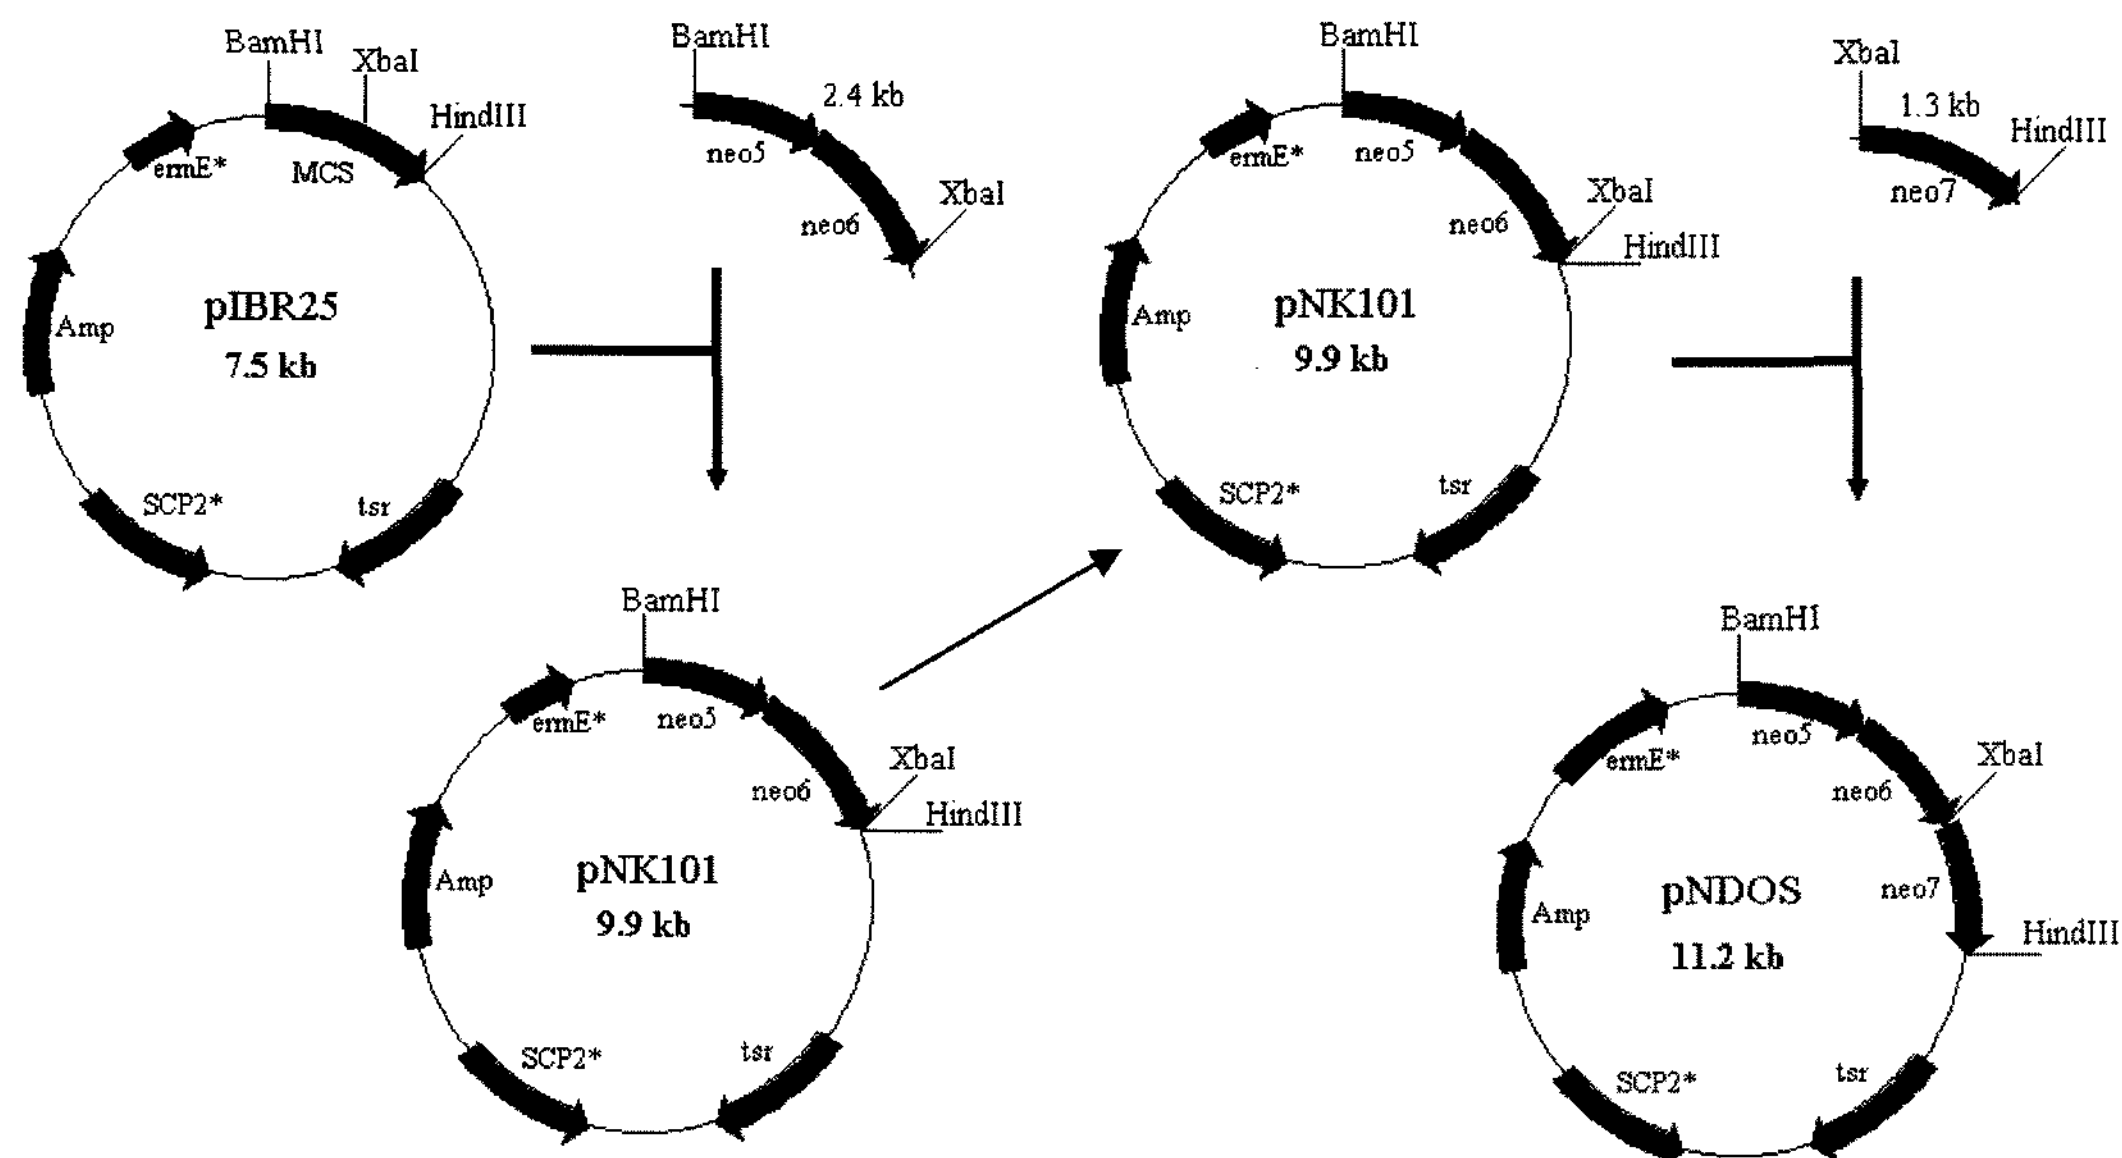 BamHI
XbaI
HindIII
ermE*
MCS
Amp
pIBR25
7.5 kb
SCP2*
tsr
BamHI
2.4 kb
neo5
neo6
XbaI
BamHI
ermE*
neo5
neo6
XbaI
HindIII
Amp
pNK101
9.9 kb
SCP2*
tsr
XbaI
1.3 kb
HindIII
neo7
BamHI
ermE*
neo5
neo6
XbaI
HindIII
Amp
pNK101
9.9 kb
SCP2*
tsr
BamHI
ermE*
neo5
neo6
XbaI
neo7
HindIII
Amp
pNDOS
11.2 kb
SCP2*
tsr